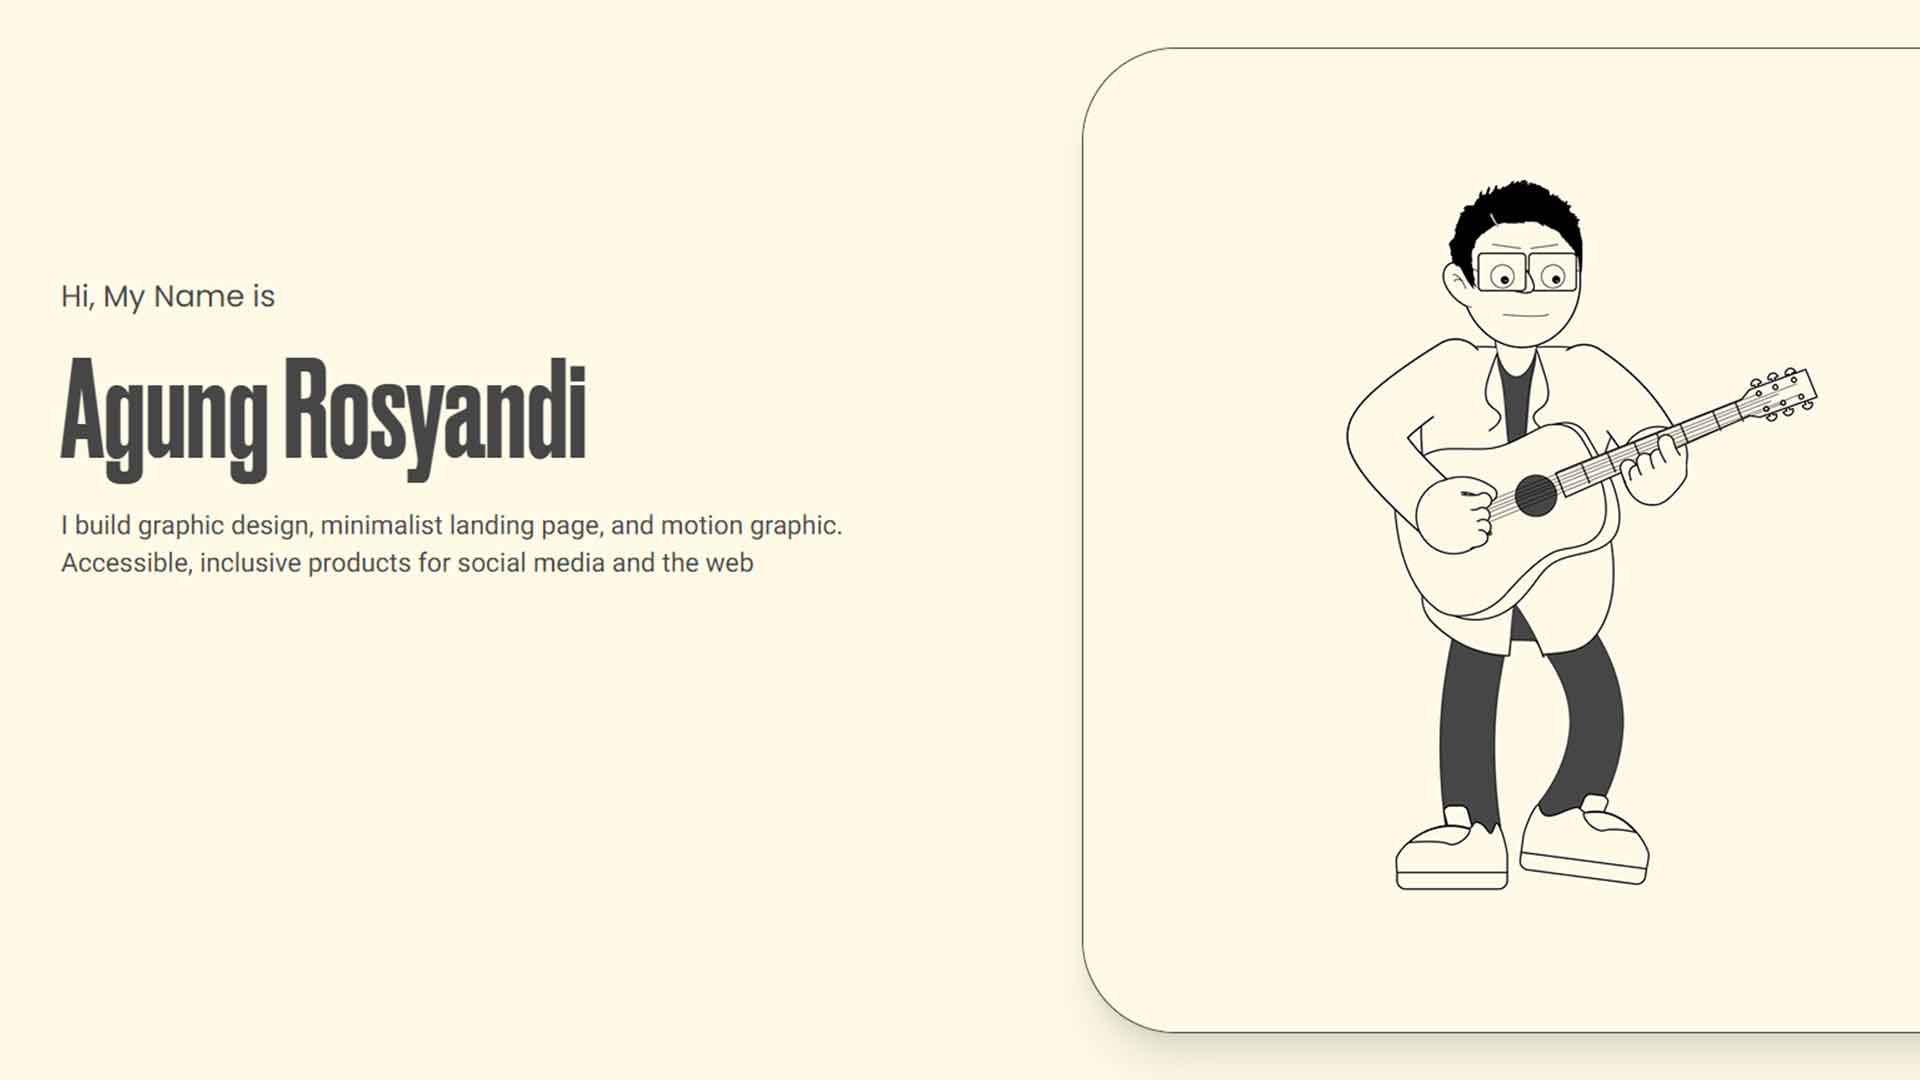 Hi, My Name is
Agung Rosyandi
I build graphic design, minimalist landing page, and motion graphic.
Accessible, inclusive products for social media and the web